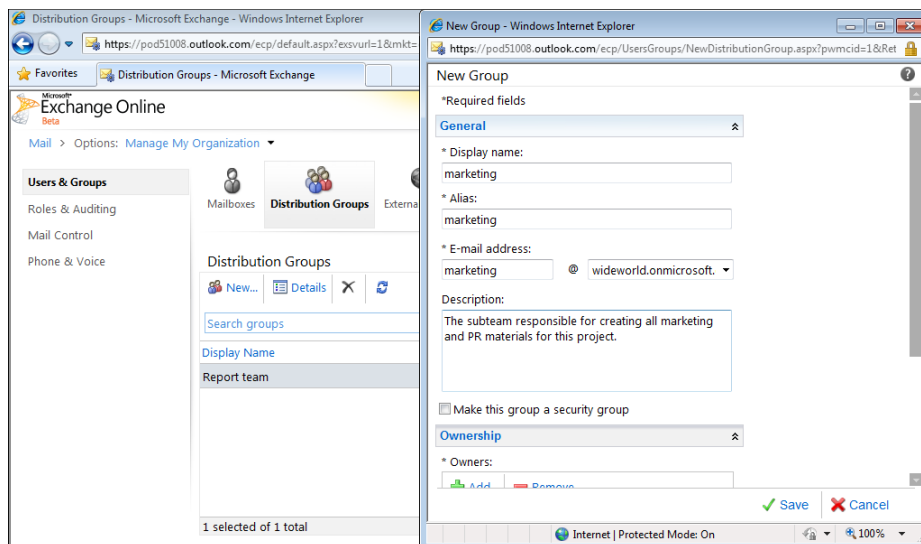 Distribution Groups - Microsoft Exchange - Windows Internet Explorer
https://pod51008.outlook.com/ecp/default.aspx?exsvurl=1&mkt=
Favorites
Distribution Groups - Microsoft Exchange
Microsoft
Exchange Online
Beta
Mail > Options: Manage My Organization
Users & Groups
Roles & Auditing
Mail Control
Phone & Voice
Mailboxes
Distribution Groups
Externa
Distribution Groups
New...
Details
Search groups
Display Name
Report team
1 selected of 1 total
New Group - Windows Internet Explorer
https://pod51008.outlook.com/ecp/UsersGroups/NewDistributionGroup.aspx?pwmcid=1&Ret
New Group
*Required fields
General
* Display name:
marketing
* Alias:
marketing
* E-mail address:
marketing @ wideworld.onmicrosoft.
Description:
The subteam responsible for creating all marketing
and PR materials for this project.
Make this group a security group
Ownership
* Owners:
Add
Remove
Save
Cancel
Internet | Protected Mode: On
100%